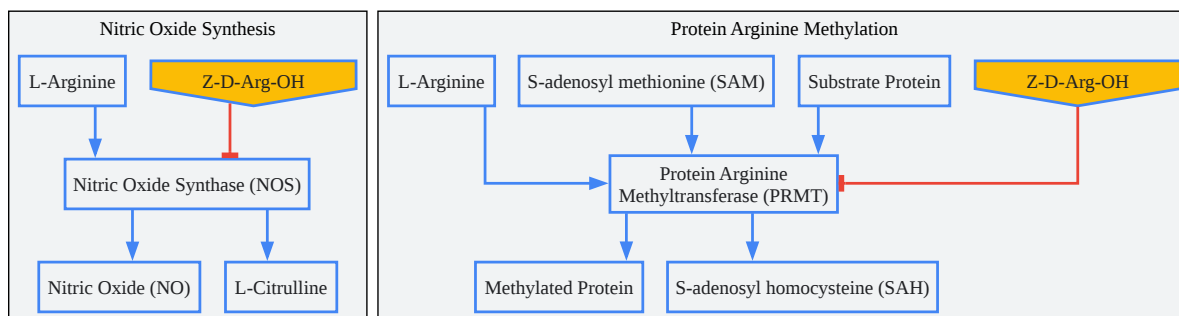 Nitric Oxide Synthesis
L-Arginine
Z-D-Arg-OH
Nitric Oxide Synthase (NOS)
Nitric Oxide (NO)
L-Citrulline
Protein Arginine Methylation
L-Arginine
S-adenosyl methionine (SAM)
Substrate Protein
Z-D-Arg-OH
Protein Arginine
Methyltransferase (PRMT)
Methylated Protein
S-adenosyl homocysteine (SAH)